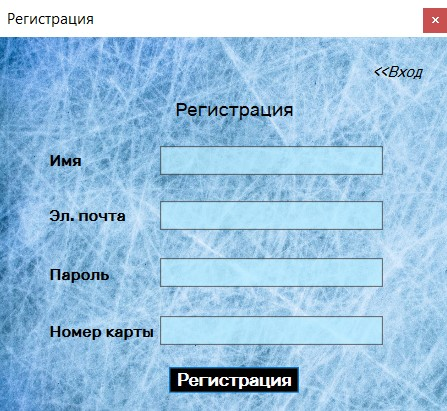 Регистрация
<<Вход
Регистрация
Имя
Эл. почта
Пароль
Номер карты
Регистрация